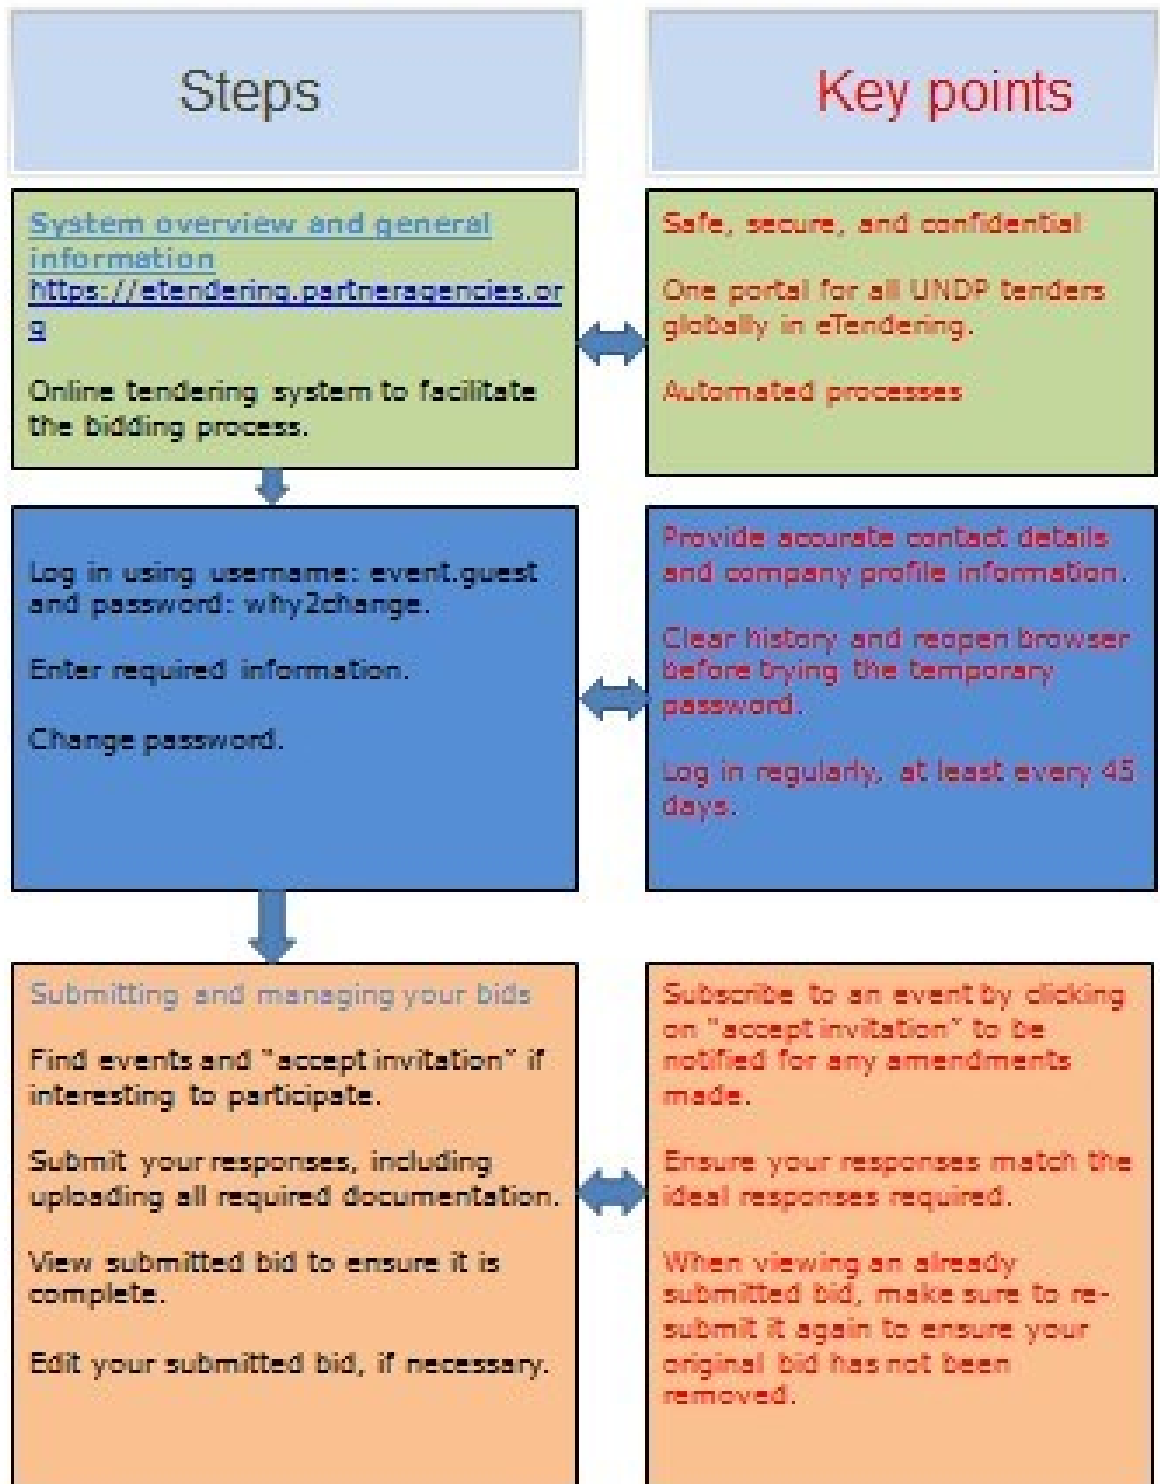 Steps
Key points
System overview and general
information
https://etendering.partneragencies.or
g
Online tendering system to facilitate
the bidding process.
Safe, secure, and confidential
One portal for all UNDP tenders
globally in eTendering.
Automated processes
Log in using username: event.guest
and password: why2change.
Enter required information.
Change password.
Provide accurate contact details
and company profile information.
Clear history and reopen browser
before trying the temporary
password.
Log in regularly, at least every 45
days.
Submitting and managing your bids
Find events and "accept invitation" if
interesting to participate.
Submit your responses, including
uploading all required documentation.
View submitted bid to ensure it is
complete.
Edit your submitted bid, if necessary.
Subscribe to an event by clicking
on "accept invitation" to be
notified for any amendments
made.
Ensure your responses match the
ideal responses required.
When viewing an already
submitted bid, make sure to re-
submit it again to ensure your
original bid has not been
removed.